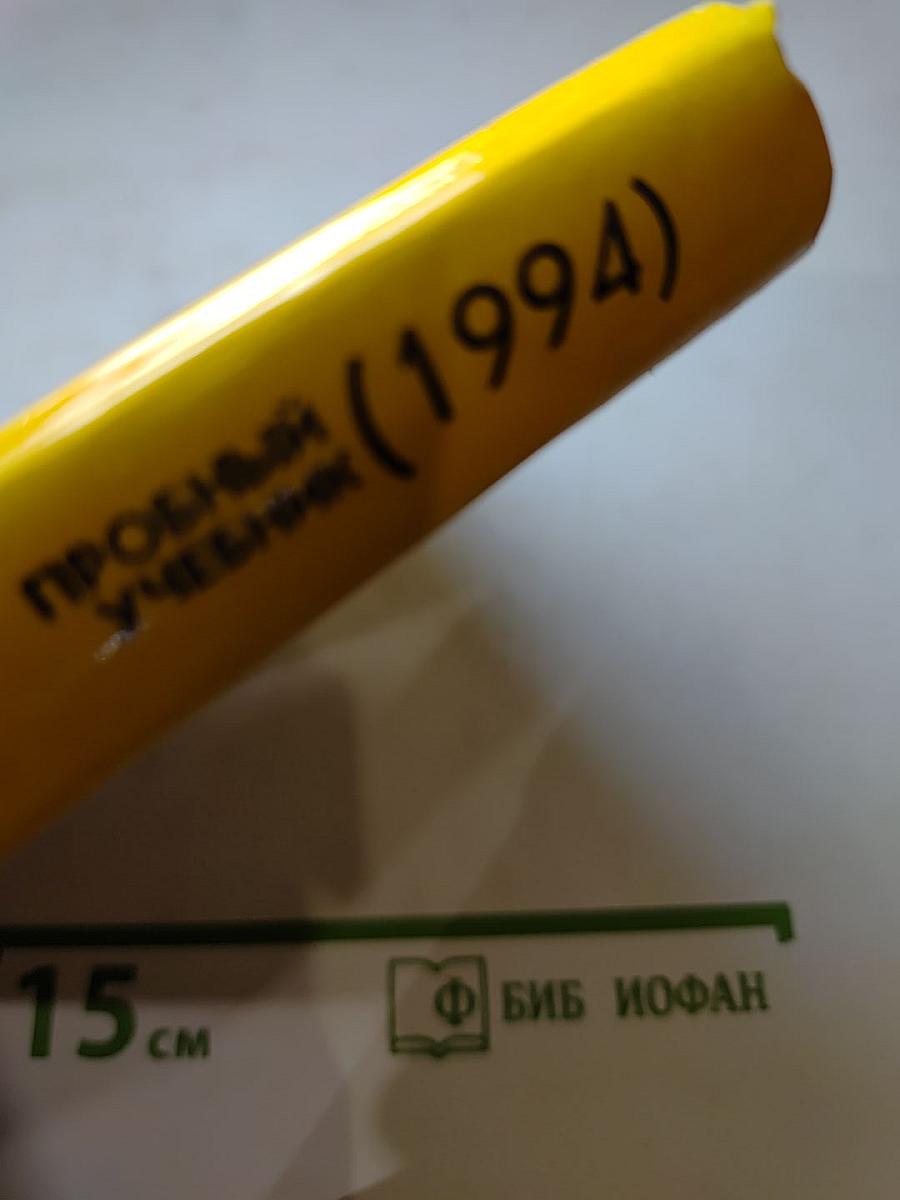 ПРОБНЫЙ
УЧЕБНИК
(1994)
15 см
Ф БИБ ИОФАН